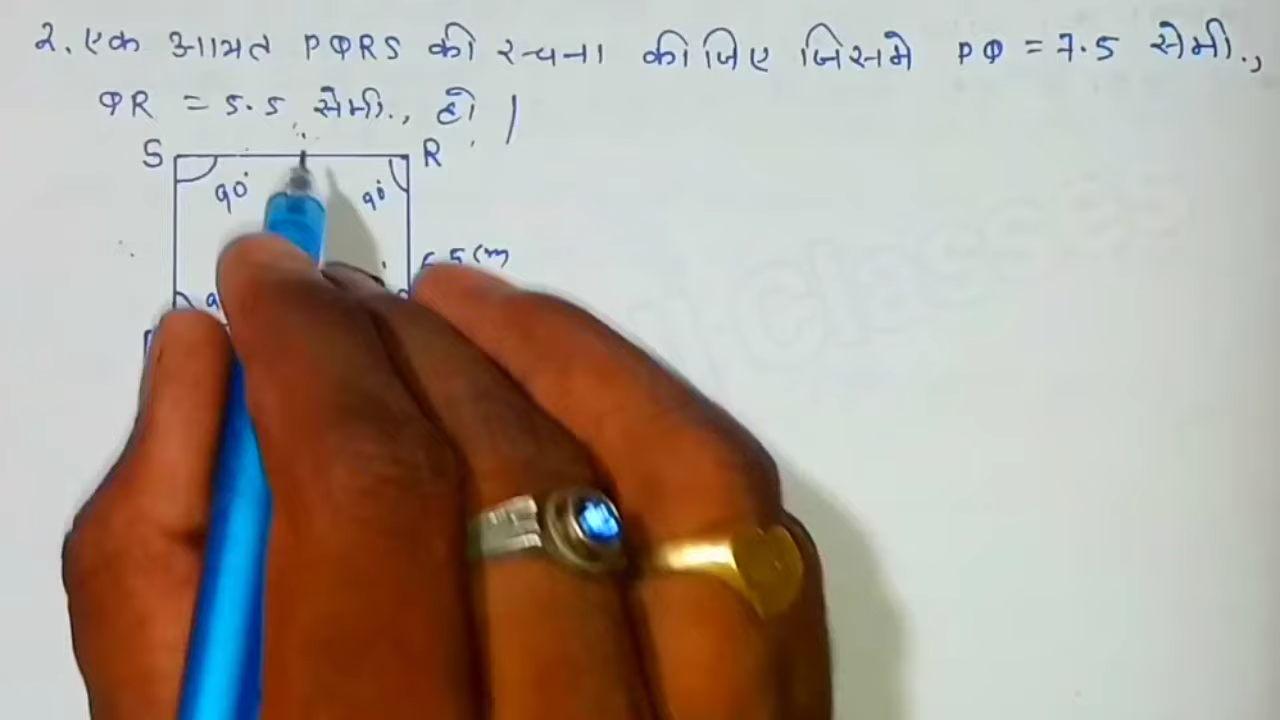 2. एक आयत PQRS की रचना कीजिए जिसमे PQ = 7.5 सेमी.,
QR = 5.5 सेमी., हो |
S R
90° 90°
5.5 cm